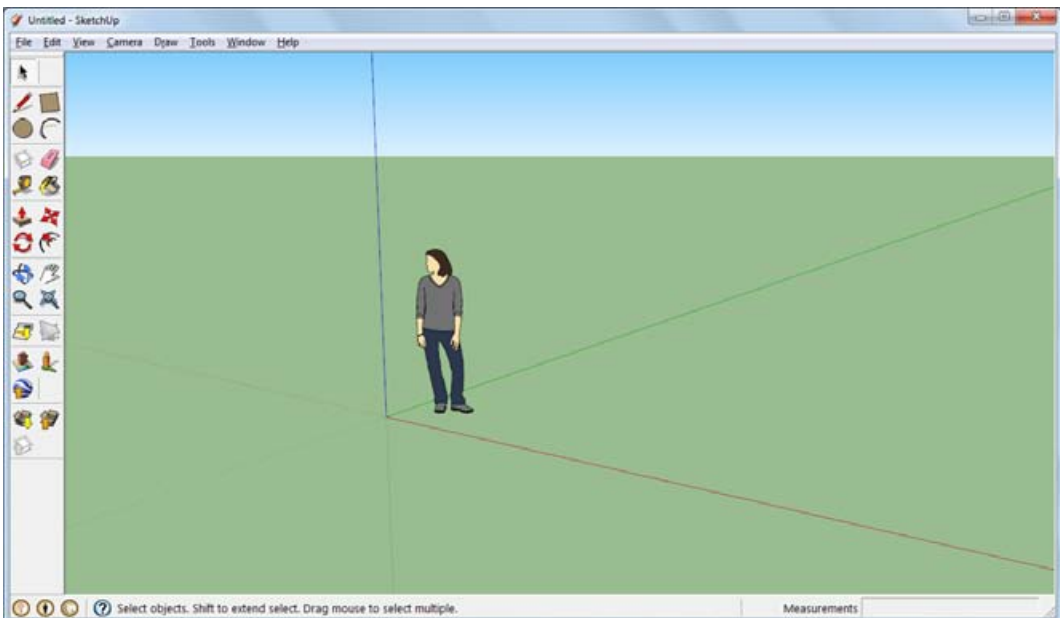 Untitled - SketchUp
File Edit View Camera Draw Tools Window Help
Select objects. Shift to extend select. Drag mouse to select multiple.
Measurements